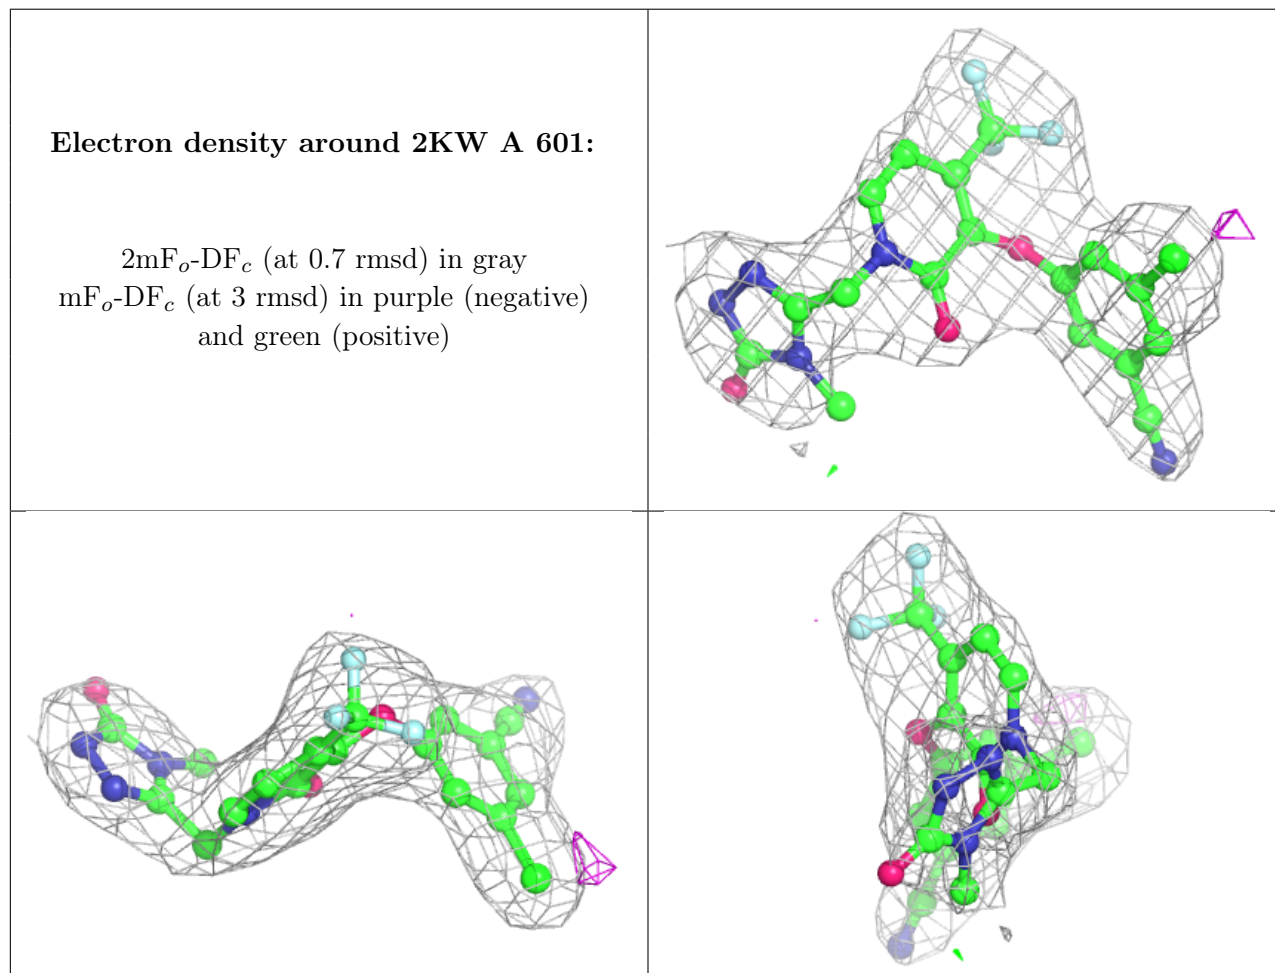 Electron density around 2KW A 601:
2mFo-DFc (at 0.7 rmsd) in gray
mFo-DFc (at 3 rmsd) in purple (negative)
and green (positive)